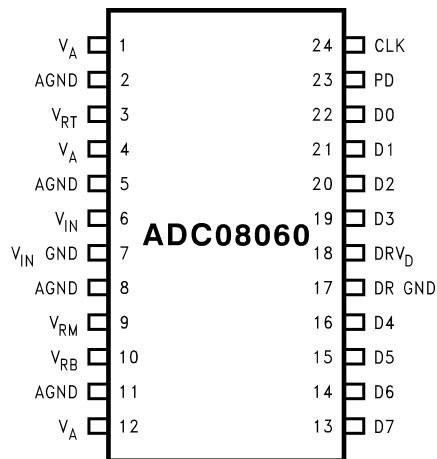 V_A 1 24 CLK
AGND 2 23 PD
V_RT 3 22 D0
V_A 4 21 D1
AGND 5 20 D2
V_IN 6 19 D3
ADC08060
V_IN GND 7 18 DRV_D
AGND 8 17 DR GND
V_RM 9 16 D4
V_RB 10 15 D5
AGND 11 14 D6
V_A 12 13 D7